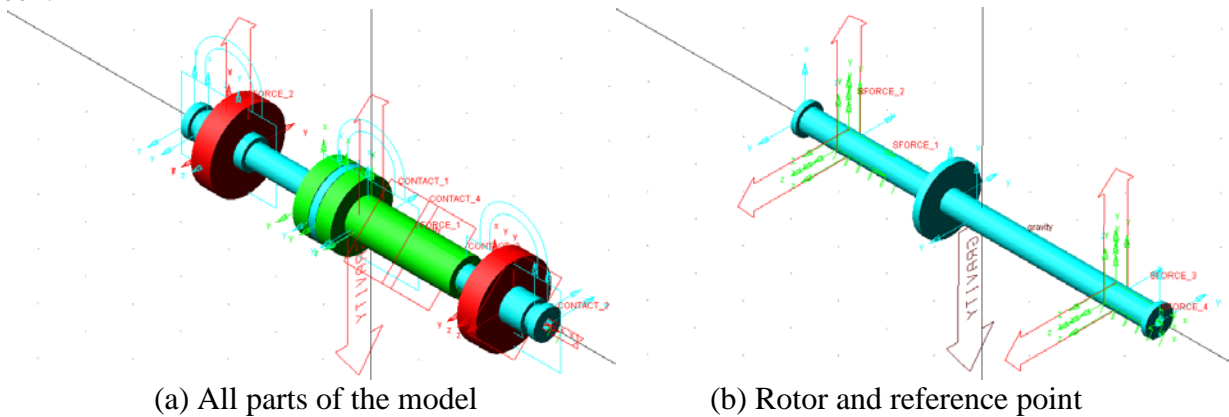 SFORCE_2
CONTACT_1
CONTACT_4
SFORCE_1
CONTACT_2
GRAVITY
SFORCE_2
SFORCE_1
gravity
GRAVITY
SFORCE_3
SFORCE_4
(a) All parts of the model
(b) Rotor and reference point